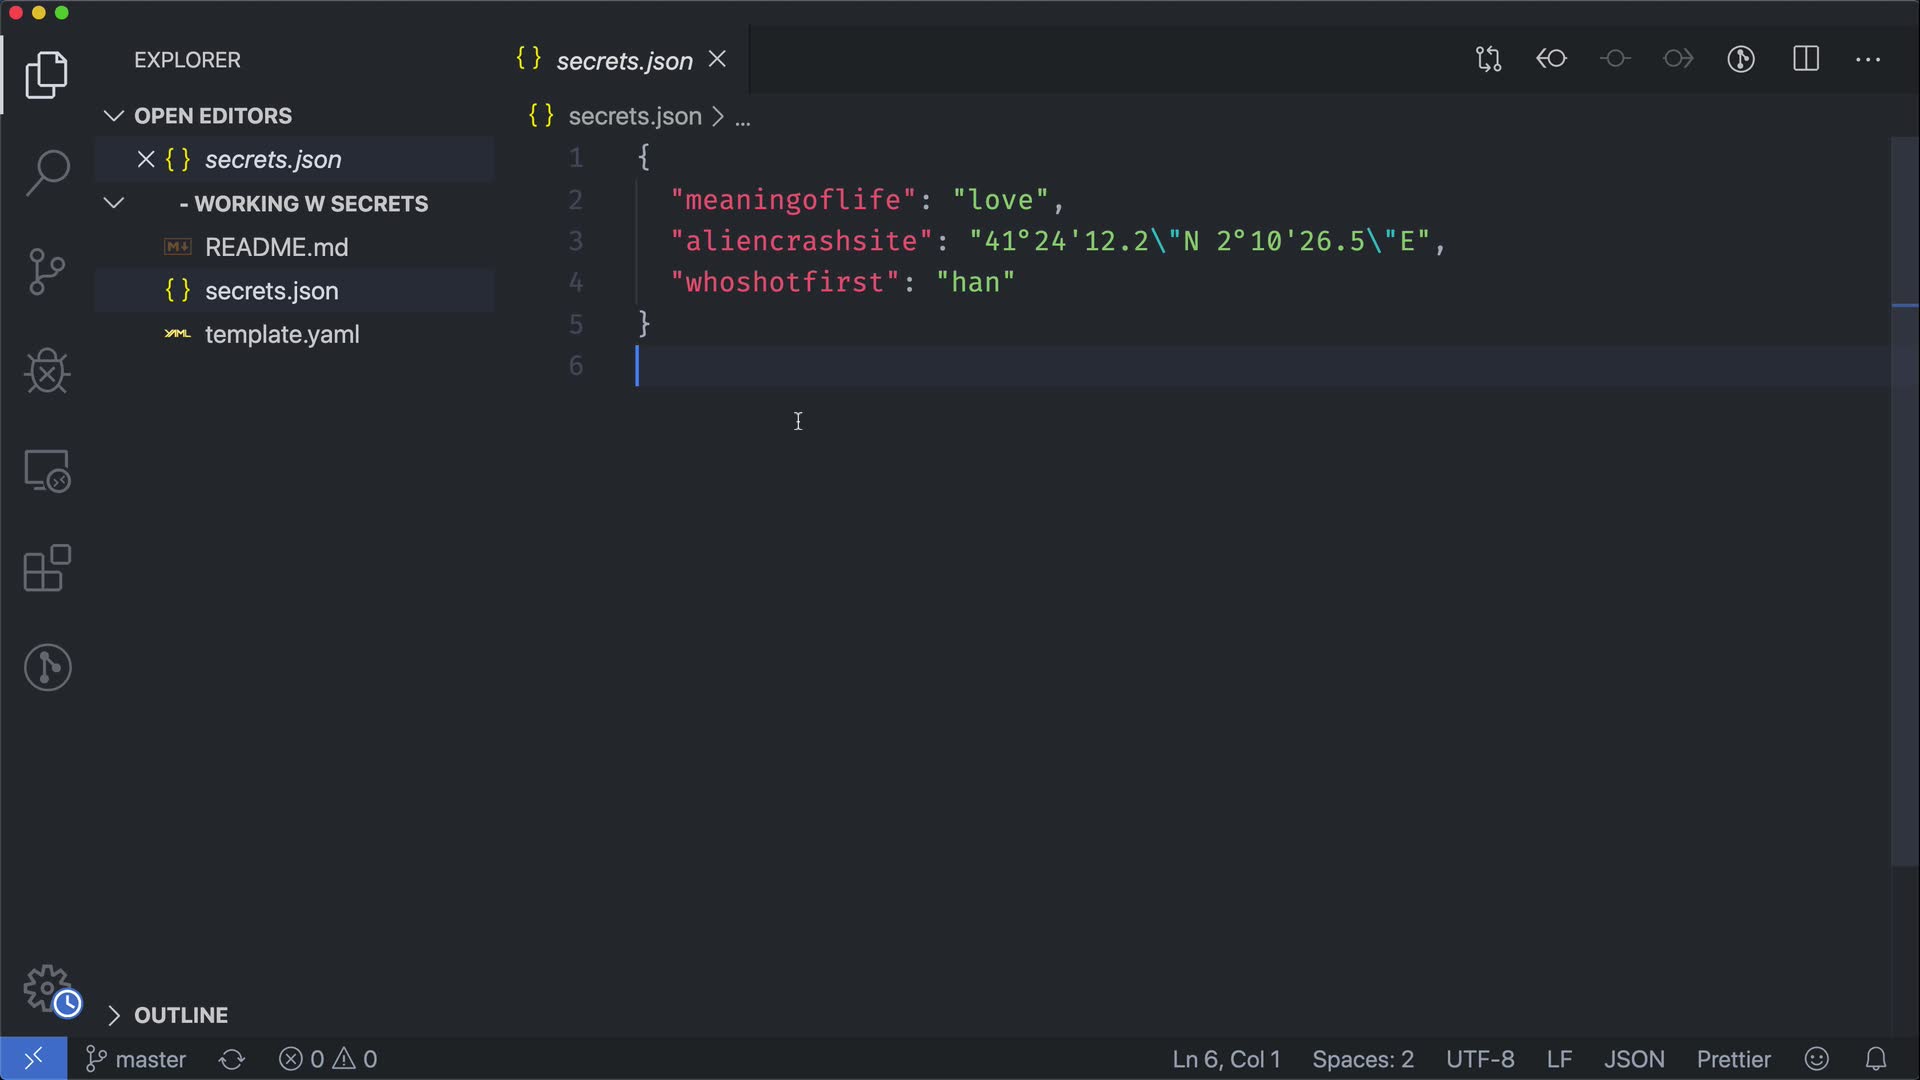 EXPLORER
OPEN EDITORS
secrets.json
- WORKING W SECRETS
README.md
secrets.json
template.yaml
OUTLINE
secrets.json
secrets.json > ...
1 {
2 "meaningoflife": "love",
3 "aliencrashsite": "41°24'12.2\"N 2°10'26.5\"E",
4 "whoshotfirst": "han"
5 }
6
master 0 0 Ln 6, Col 1 Spaces: 2 UTF-8 LF JSON Prettier